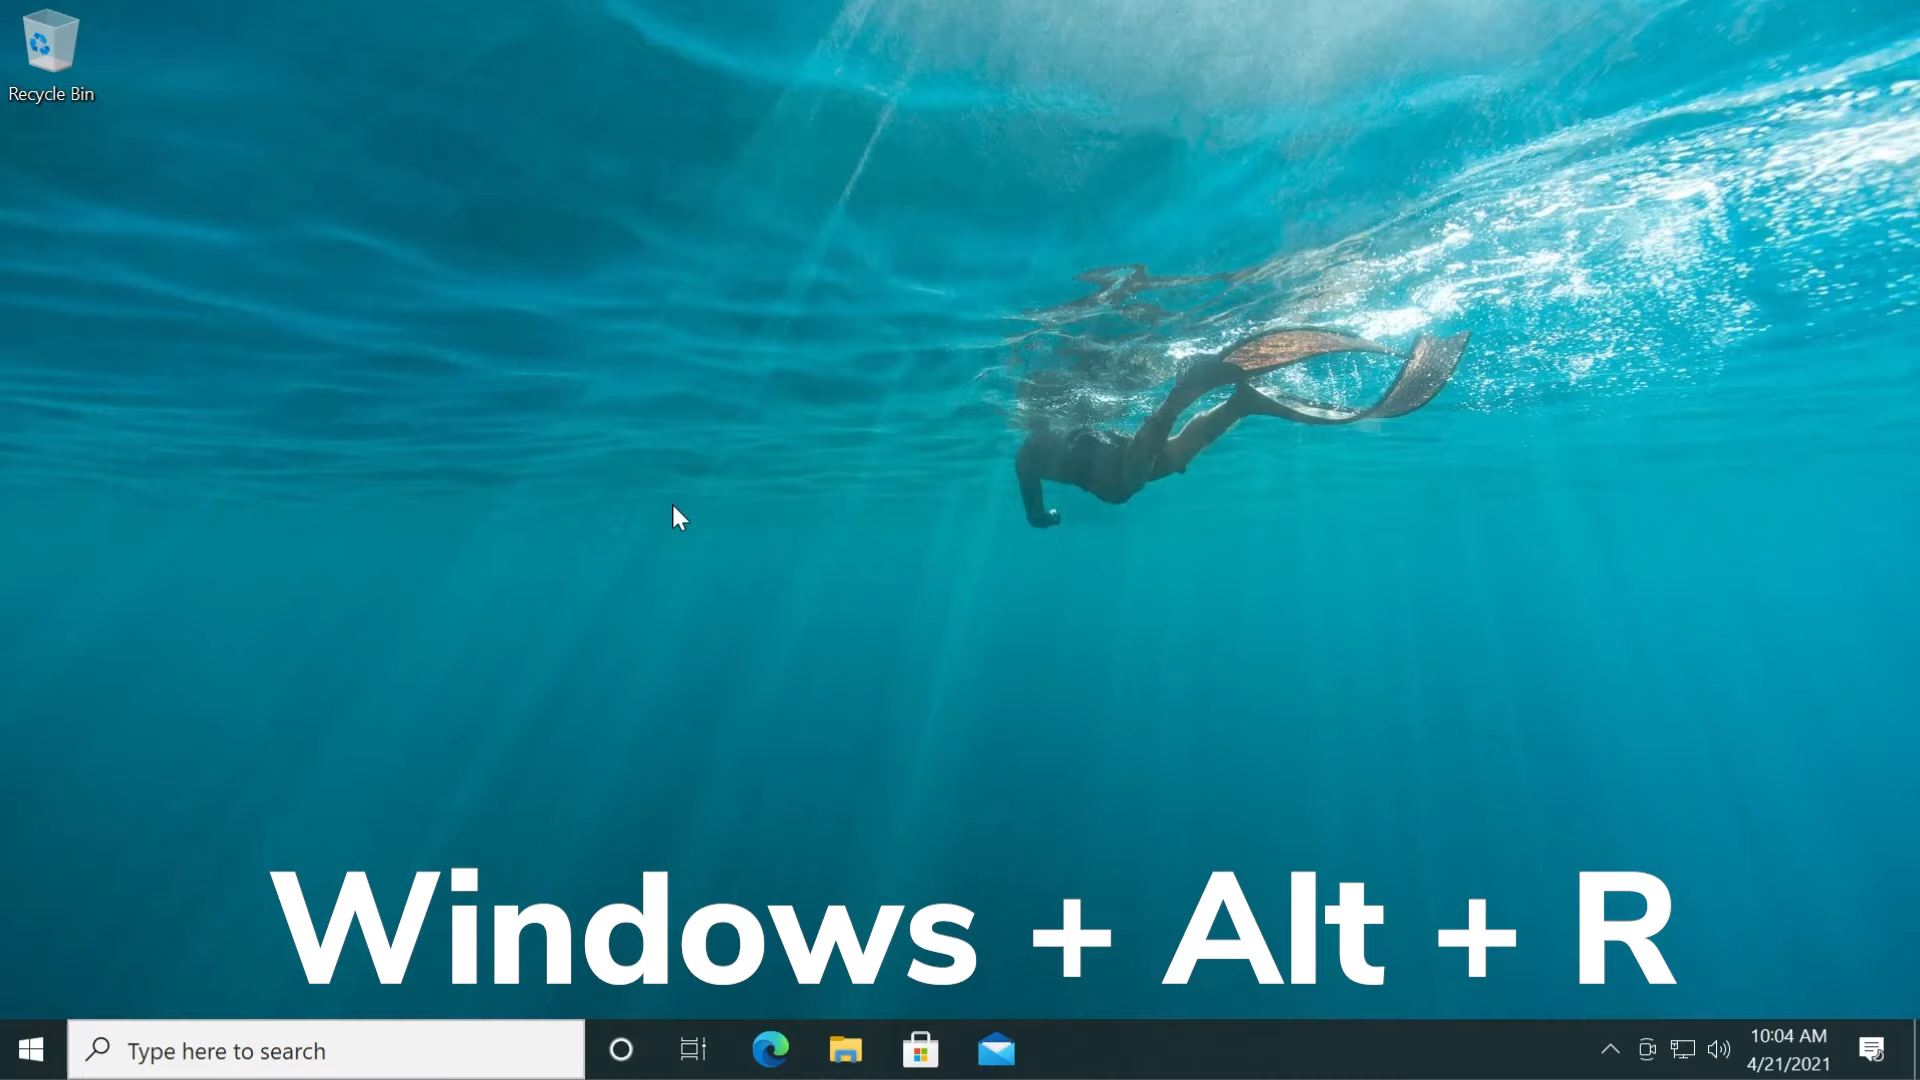 Recycle Bin
Windows + Alt + R
Type here to search
10:04 AM
4/21/2021